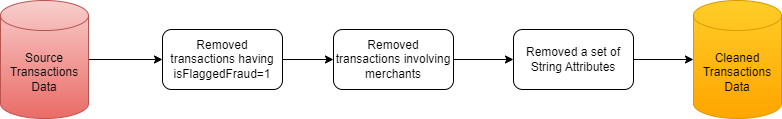 Source
Transactions
Data
Removed
transactions having
isFlaggedFraud=1
Removed
transactions involving
merchants
Removed a set of
String Attributes
Cleaned
Transactions
Data